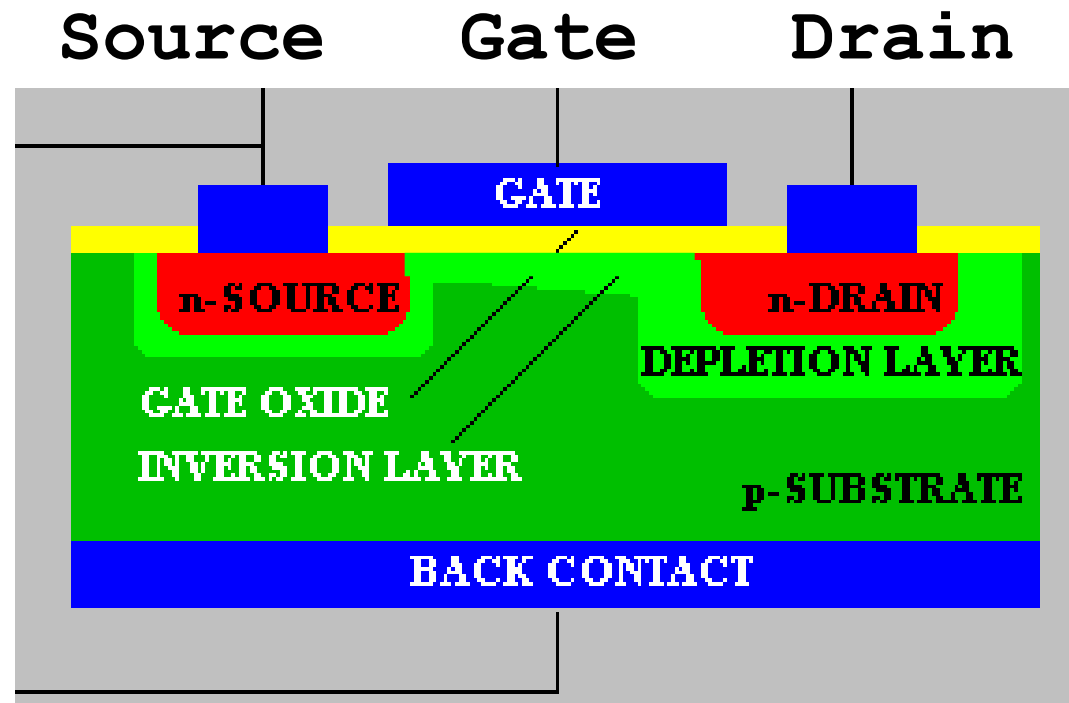 Source Gate Drain
GATE
n-SOURCE n-DRAIN
DEPLETION LAYER
GATE OXIDE
INVERSION LAYER
p-SUBSTRATE
BACK CONTACT